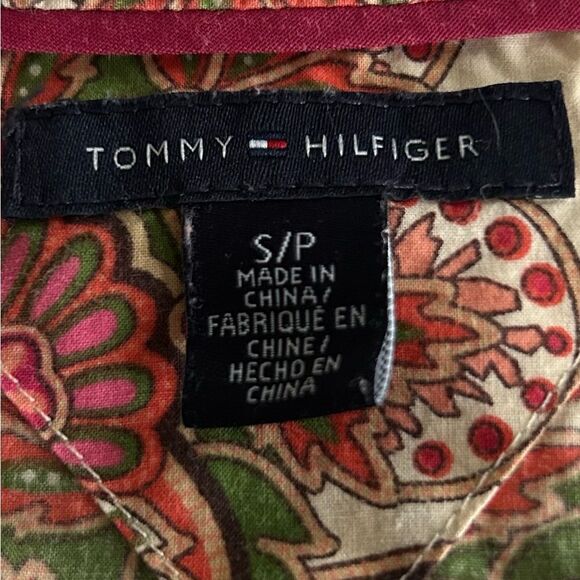 TOMMY HILFIGER
S/P
MADE IN
CHINA/
FABRIQUÉ EN
CHINE/
HECHO EN
CHINA